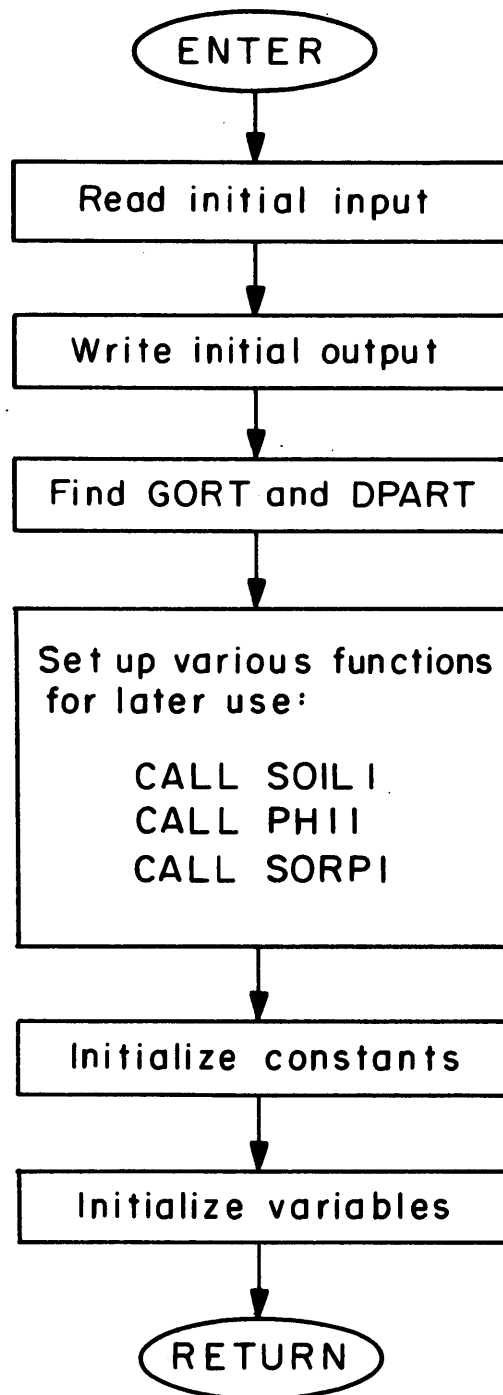 ENTER
Read initial input
Write initial output
Find GORT and DPART
Set up various functions
for later use:
CALL SOIL1
CALL PHI1
CALL SORP1
Initialize constants
Initialize variables
RETURN